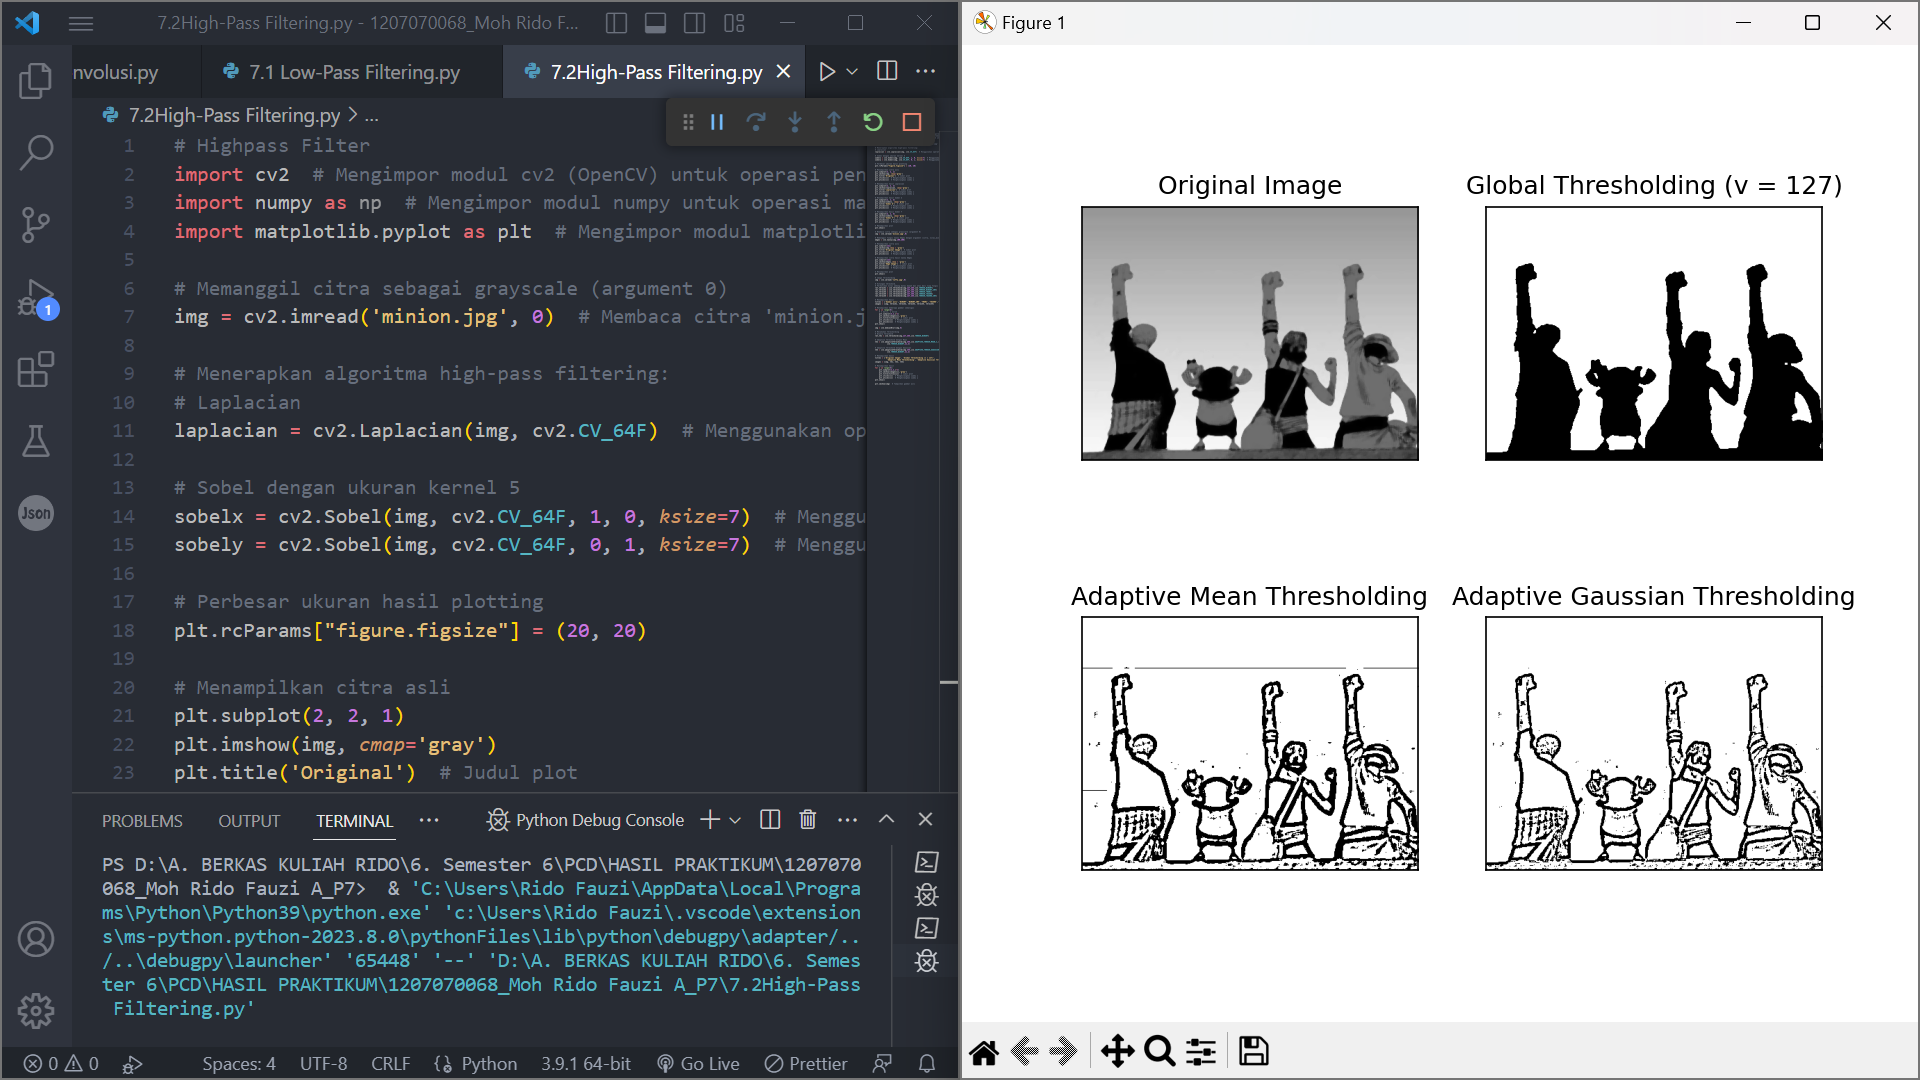 7.2High-Pass Filtering.py - 1207070068_Moh Rido F...
nvolusi.py
7.1 Low-Pass Filtering.py
7.2High-Pass Filtering.py
7.2High-Pass Filtering.py > ...
1 # Highpass Filter
2 import cv2  # Mengimpor modul cv2 (OpenCV) untuk operasi pen
3 import numpy as np  # Mengimpor modul numpy untuk operasi ma
4 import matplotlib.pyplot as plt  # Mengimpor modul matplotli
5
6 # Memanggil citra sebagai grayscale (argument 0)
7 img = cv2.imread('minion.jpg', 0)  # Membaca citra 'minion.j
8
9 # Menerapkan algoritma high-pass filtering:
10 # Laplacian
11 laplacian = cv2.Laplacian(img, cv2.CV_64F)  # Menggunakan op
12
13 # Sobel dengan ukuran kernel 5
14 sobelx = cv2.Sobel(img, cv2.CV_64F, 1, 0, ksize=7)  # Menggu
15 sobely = cv2.Sobel(img, cv2.CV_64F, 0, 1, ksize=7)  # Menggu
16
17 # Perbesar ukuran hasil plotting
18 plt.rcParams["figure.figsize"] = (20, 20)
19
20 # Menampilkan citra asli
21 plt.subplot(2, 2, 1)
22 plt.imshow(img, cmap='gray')
23 plt.title('Original')  # Judul plot
1
Json
PROBLEMS OUTPUT TERMINAL ... Python Debug Console
PS D:\A. BERKAS KULIAH RIDO\6. Semester 6\PCD\HASIL PRAKTIKUM\1207070
068_Moh Rido Fauzi A_P7>  & 'C:\Users\Rido Fauzi\AppData\Local\Progra
ms\Python\Python39\python.exe' 'c:\Users\Rido Fauzi\.vscode\extension
s\ms-python.python-2023.8.0\pythonFiles\lib\python\debugpy\adapter/..
/..\debugpy\launcher' '65448' '--' 'D:\A. BERKAS KULIAH RIDO\6. Semes
ter 6\PCD\HASIL PRAKTIKUM\1207070068_Moh Rido Fauzi A_P7\7.2High-Pass
Filtering.py'
0 0 Spaces: 4 UTF-8 CRLF Python 3.9.1 64-bit Go Live Prettier
Figure 1
Original Image
Global Thresholding (v = 127)
Adaptive Mean Thresholding
Adaptive Gaussian Thresholding